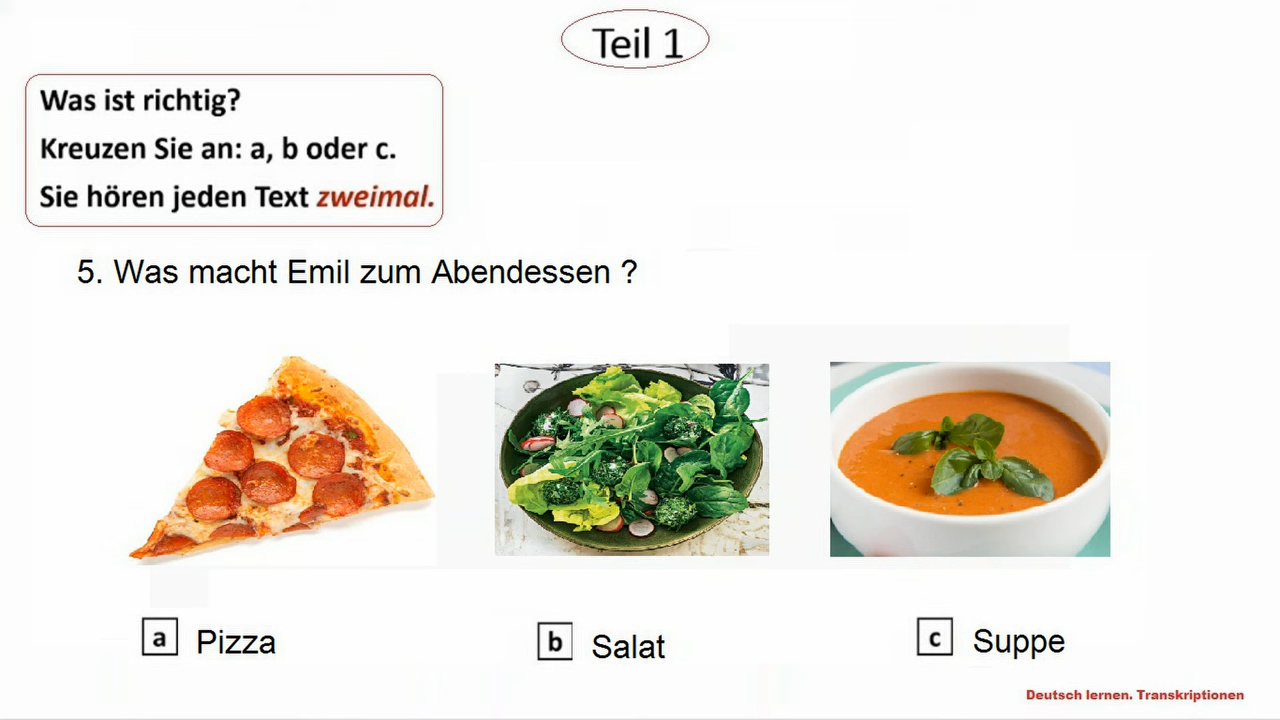 Teil 1
Was ist richtig?
Kreuzen Sie an: a, b oder c.
Sie hören jeden Text zweimal.
5. Was macht Emil zum Abendessen ?
a Pizza
b Salat
c Suppe
Deutsch lernen. Transkriptionen